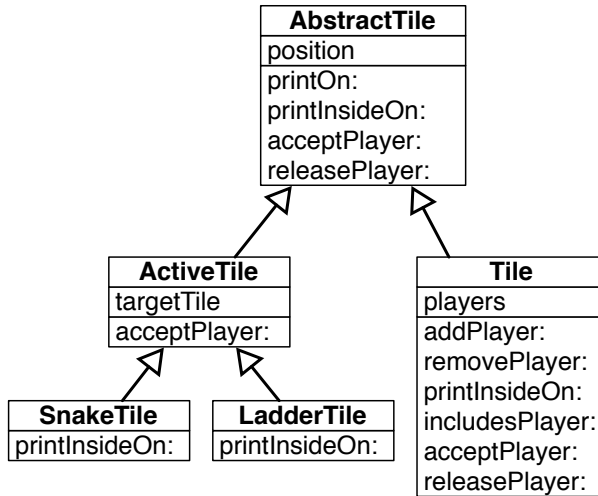 AbstractTile
position
printOn:
printInsideOn:
acceptPlayer:
releasePlayer:
ActiveTile
targetTile
acceptPlayer:
Tile
players
addPlayer:
removePlayer:
printInsideOn:
includesPlayer:
acceptPlayer:
releasePlayer:
SnakeTile
printInsideOn:
LadderTile
printInsideOn: